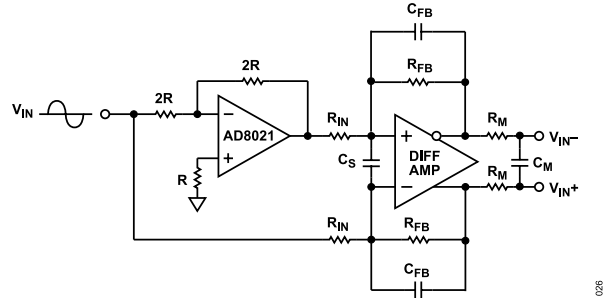 C_FB
2R
R_FB
V_IN
2R
−
AD8021
+
R_IN
+
R_M
V_IN−
R
C_S
DIFF
AMP
C_M
−
R_M
V_IN+
R_IN
R_FB
C_FB
026